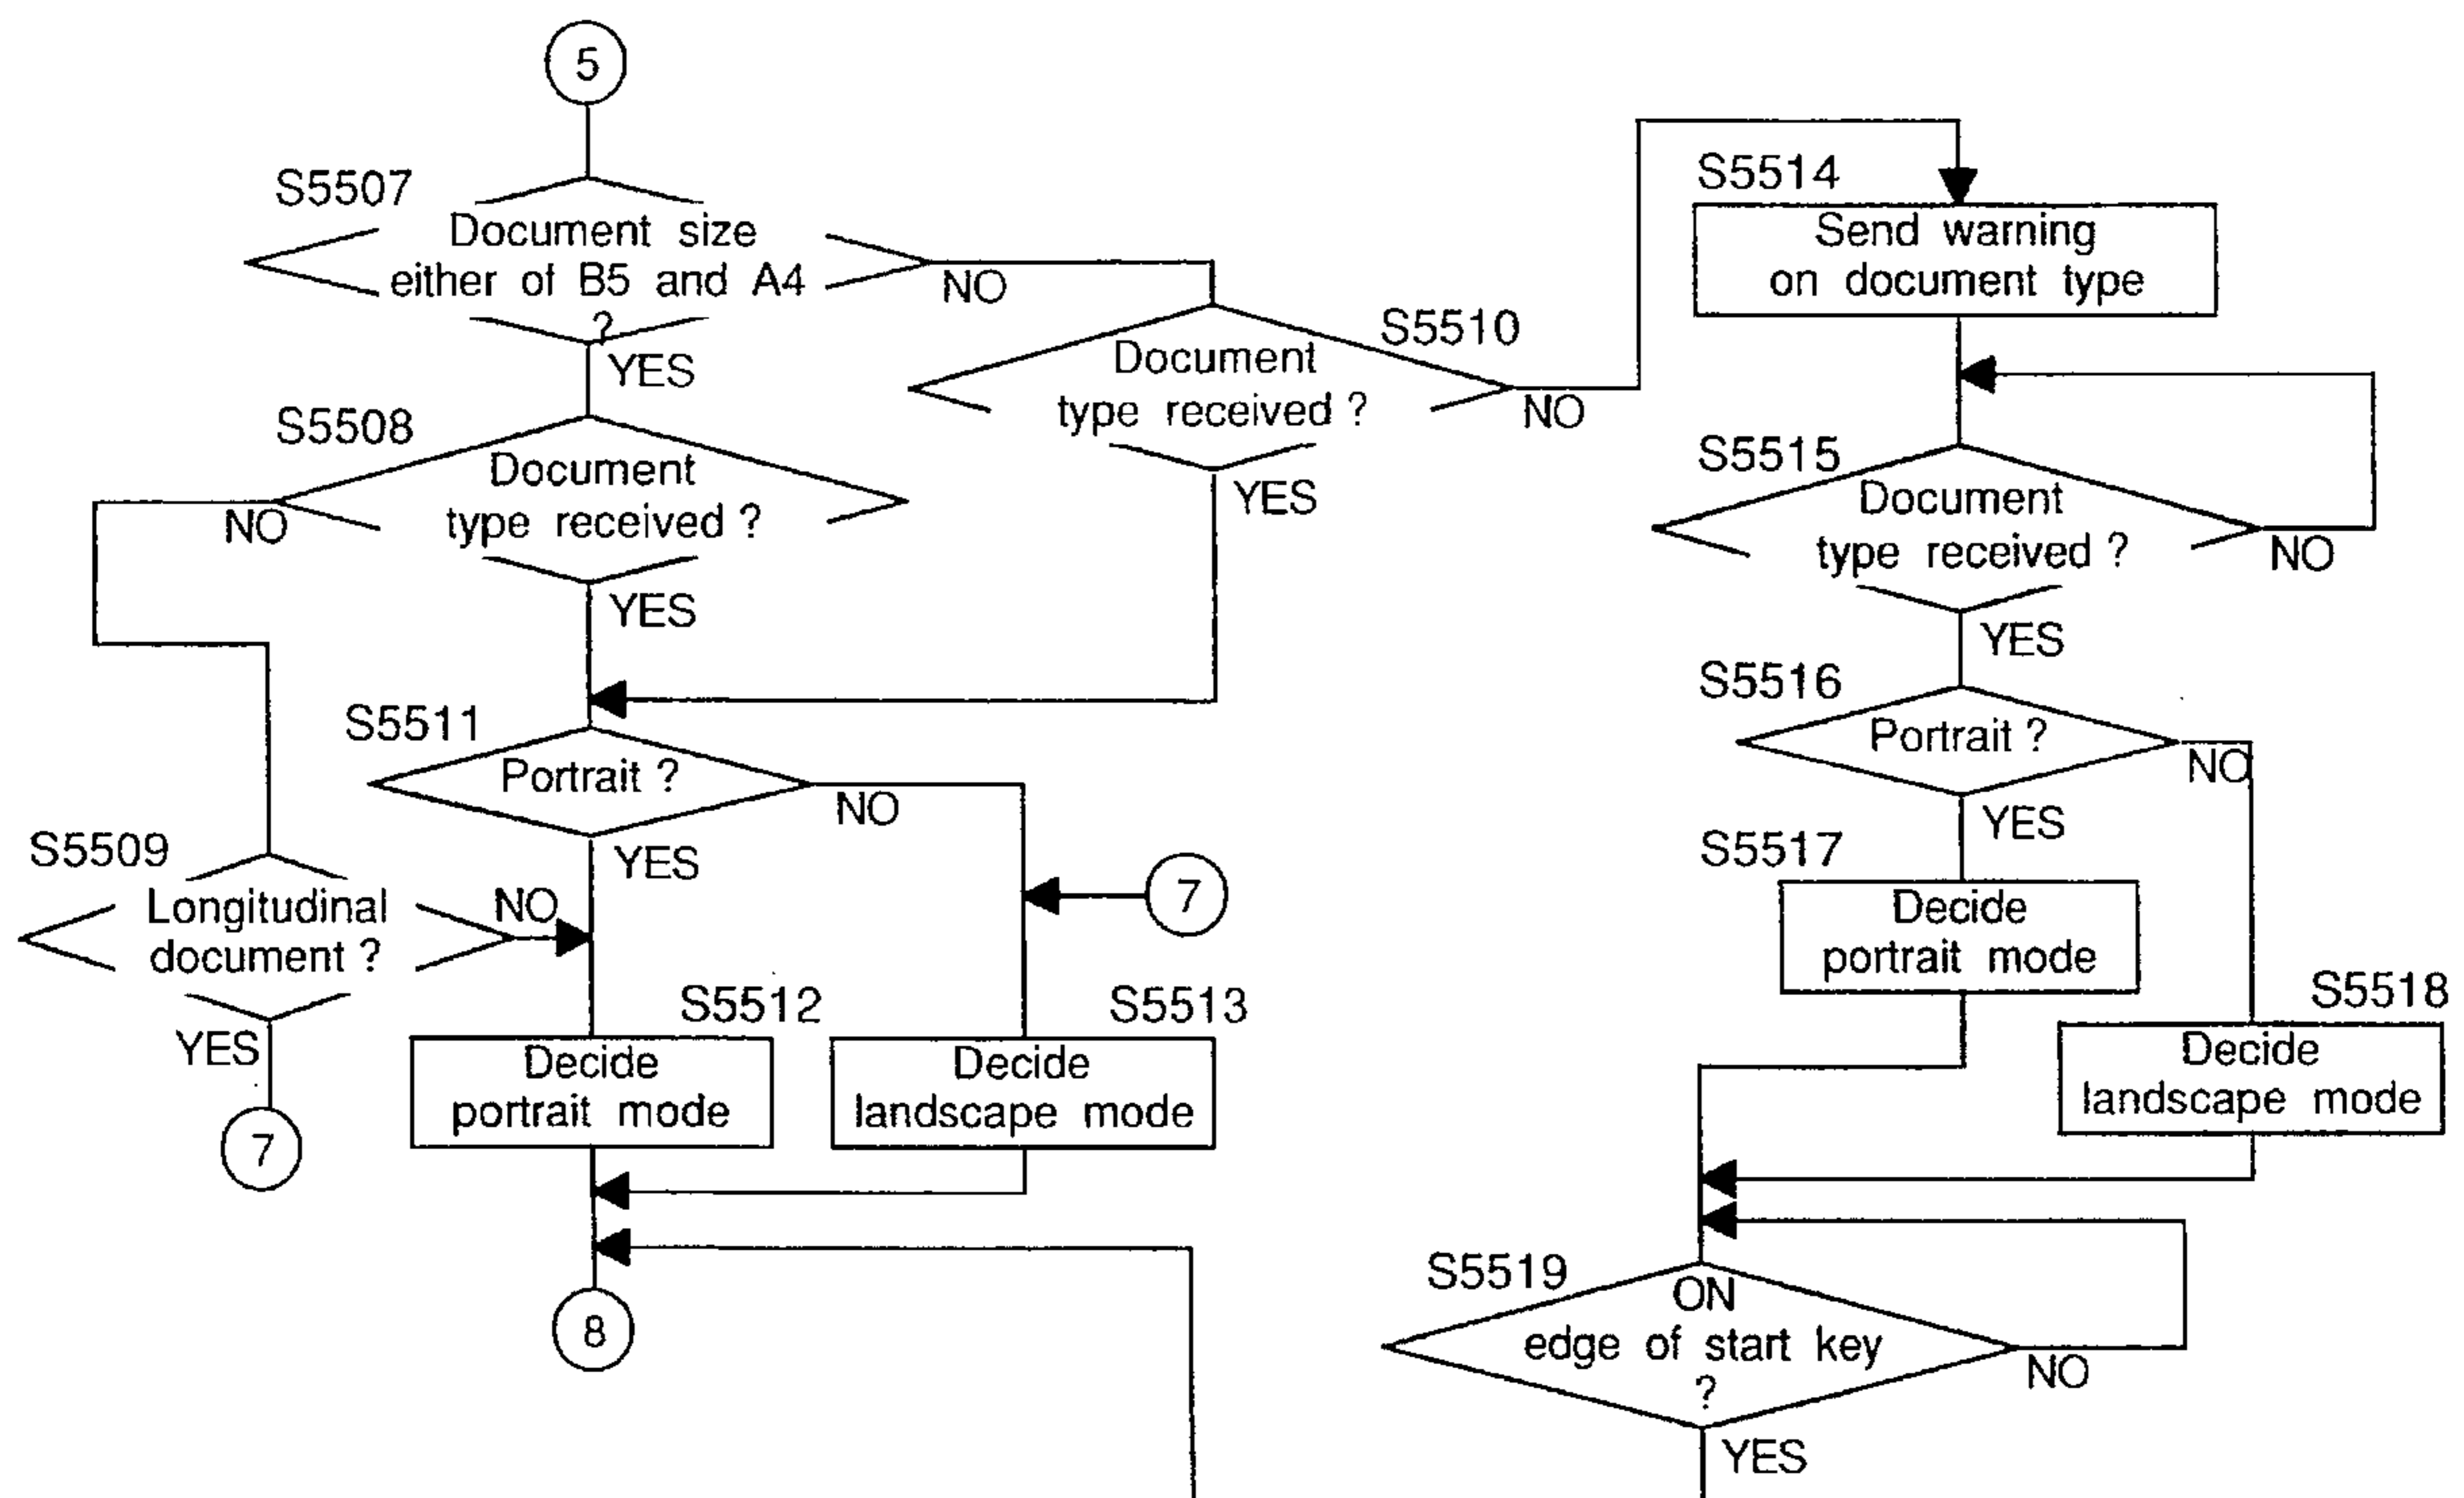 5
S5507
Document size
either of B5 and A4
?
NO
YES
S5508
Document
type received ?
NO
YES
S5510
Document
type received ?
NO
YES
S5511
Portrait ?
NO
YES
S5509
Longitudinal
document ?
NO
YES
7
7
S5512
Decide
portrait mode
S5513
Decide
landscape mode
8
S5514
Send warning
on document type
S5515
Document
type received ?
NO
YES
S5516
Portrait ?
NO
YES
S5517
Decide
portrait mode
S5518
Decide
landscape mode
S5519
ON
edge of start key
?
NO
YES